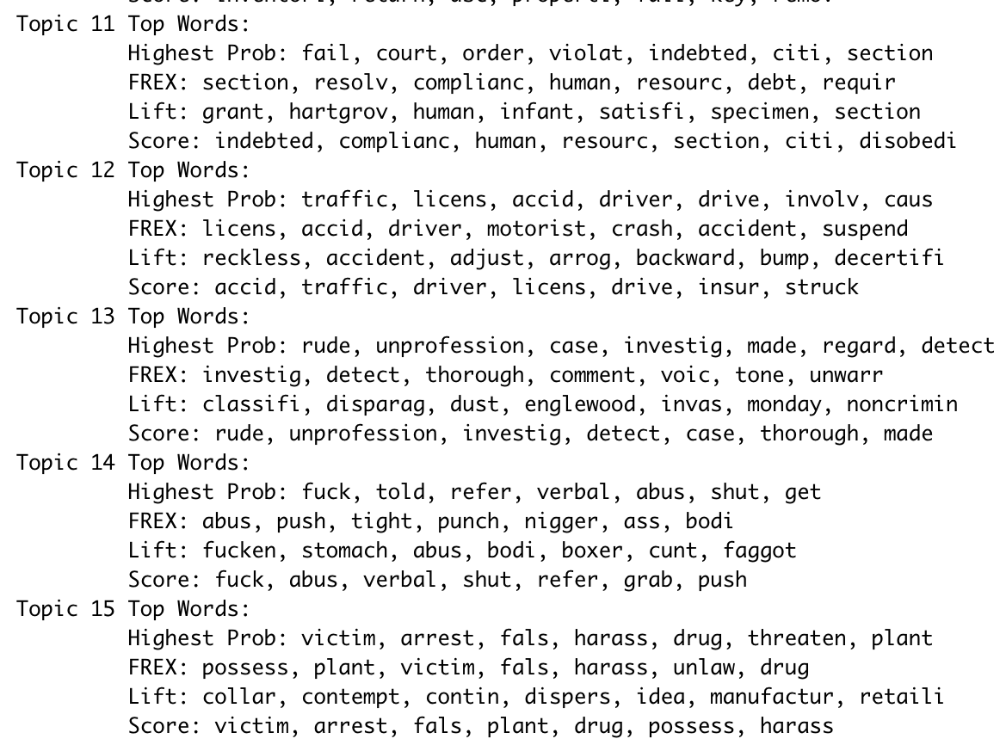 Score: inventori, return, use, properti, fail, key, remov
Topic 11 Top Words:
Highest Prob: fail, court, order, violat, indebted, citi, section
FREX: section, resolv, complianc, human, resourc, debt, requir
Lift: grant, hartgrov, human, infant, satisfi, specimen, section
Score: indebted, complianc, human, resourc, section, citi, disobedi
Topic 12 Top Words:
Highest Prob: traffic, licens, accid, driver, drive, involv, caus
FREX: licens, accid, driver, motorist, crash, accident, suspend
Lift: reckless, accident, adjust, arrog, backward, bump, decertifi
Score: accid, traffic, driver, licens, drive, insur, struck
Topic 13 Top Words:
Highest Prob: rude, unprofession, case, investig, made, regard, detect
FREX: investig, detect, thorough, comment, voic, tone, unwarr
Lift: classifi, disparag, dust, englewood, invas, monday, noncrimin
Score: rude, unprofession, investig, detect, case, thorough, made
Topic 14 Top Words:
Highest Prob: fuck, told, refer, verbal, abus, shut, get
FREX: abus, push, tight, punch, nigger, ass, bodi
Lift: fucken, stomach, abus, bodi, boxer, cunt, faggot
Score: fuck, abus, verbal, shut, refer, grab, push
Topic 15 Top Words:
Highest Prob: victim, arrest, fals, harass, drug, threaten, plant
FREX: possess, plant, victim, fals, harass, unlaw, drug
Lift: collar, contempt, contin, dispers, idea, manufactur, retaili
Score: victim, arrest, fals, plant, drug, possess, harass